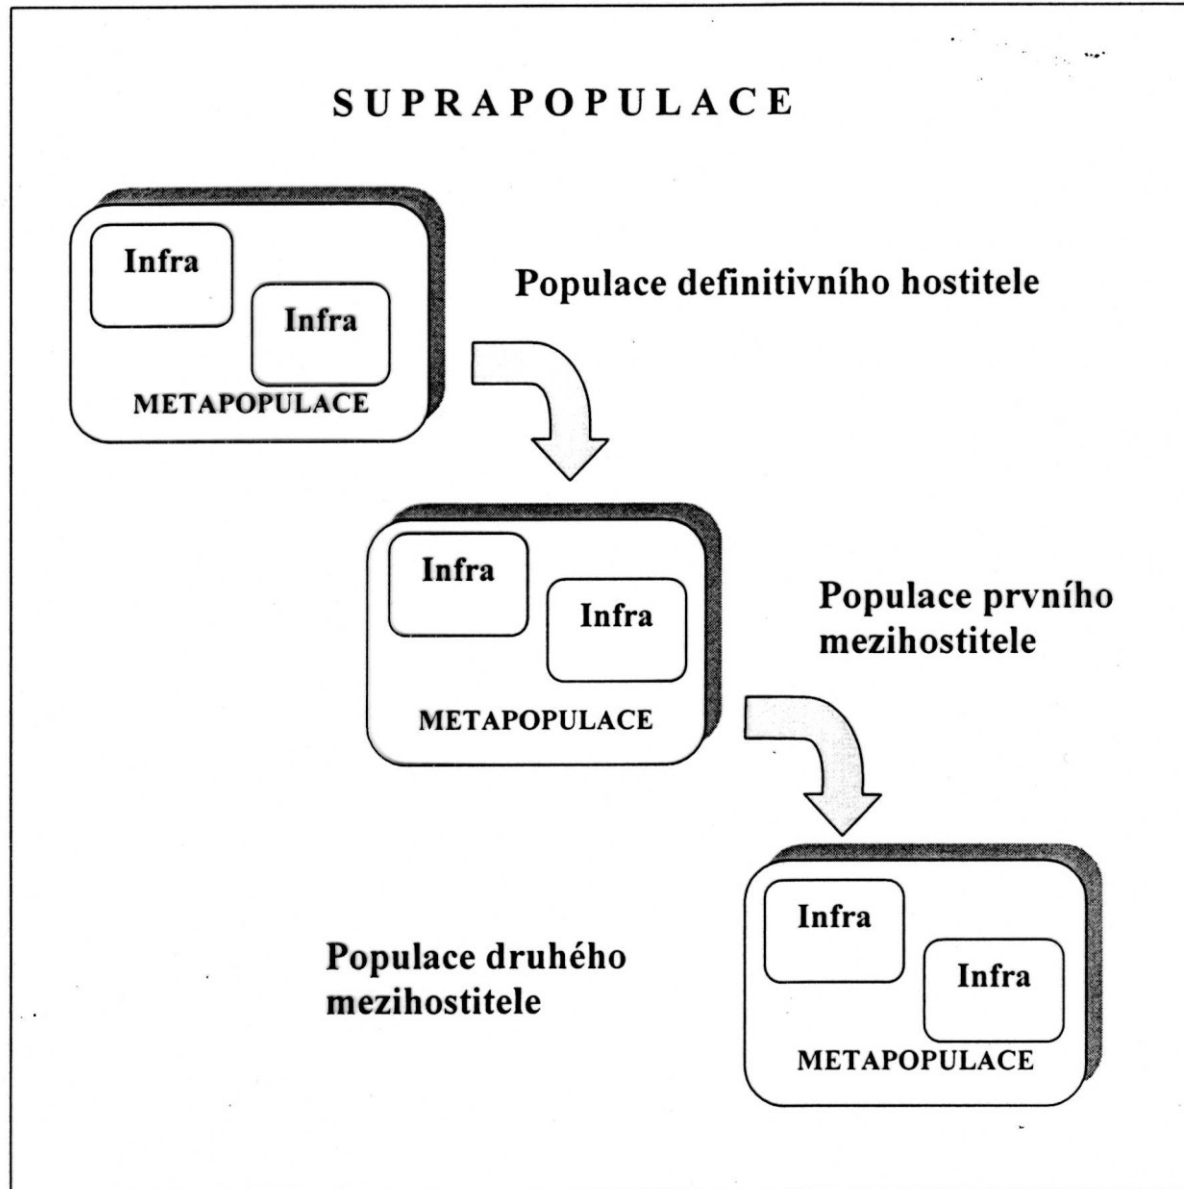 SUPRAPOPULACE
Infra
Infra
METAPOPULACE
Populace definitivního hostitele
Infra
Infra
METAPOPULACE
Populace prvního
mezihostitele
Populace druhého
mezihostitele
Infra
Infra
METAPOPULACE